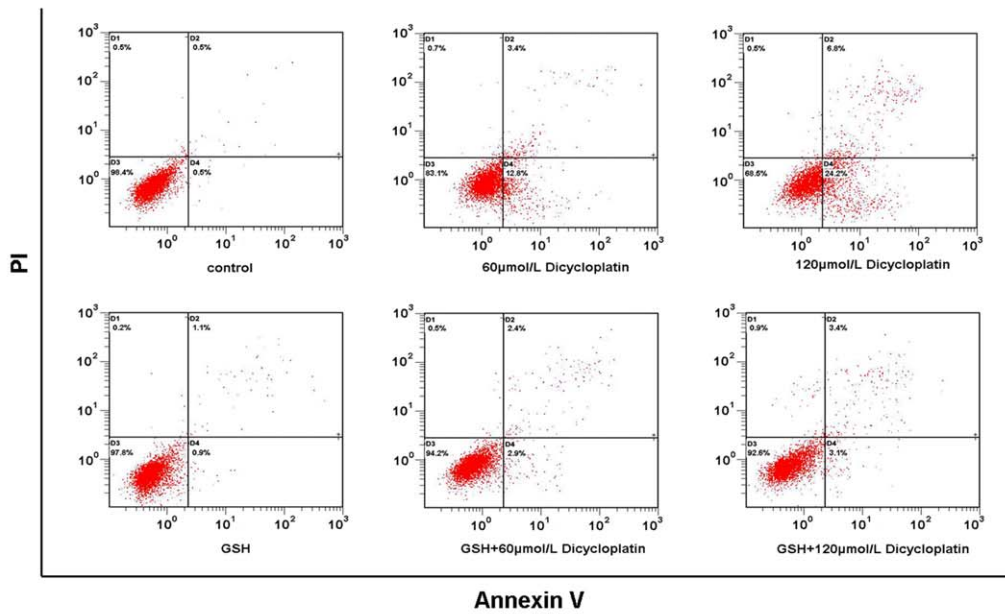 10³ 10³ 10³
D1 D2 D1 D2 D1 D2
0.5% 0.5% 0.7% 3.4% 0.5% 6.8%
10² 10² 10²
10¹ 10¹ 10¹
D3 D4 D3 D4 D3 D4
98.4% 0.5% 83.1% 12.8% 68.5% 24.2%
10⁰ 10⁰ 10⁰
10⁰ 10¹ 10² 10³ 10⁰ 10¹ 10² 10³ 10⁰ 10¹ 10² 10³
control 60μmol/L Dicycloplatin 120μmol/L Dicycloplatin
PI
10³ 10³ 10³
D1 D2 D1 D2 D1 D2
0.2% 1.1% 0.5% 2.4% 0.9% 3.4%
10² 10² 10²
10¹ 10¹ 10¹
D3 D4 D3 D4 D3 D4
97.8% 0.9% 94.2% 2.9% 92.6% 3.1%
10⁰ 10⁰ 10⁰
10⁰ 10¹ 10² 10³ 10⁰ 10¹ 10² 10³ 10⁰ 10¹ 10² 10³
GSH GSH+60μmol/L Dicycloplatin GSH+120μmol/L Dicycloplatin
Annexin V